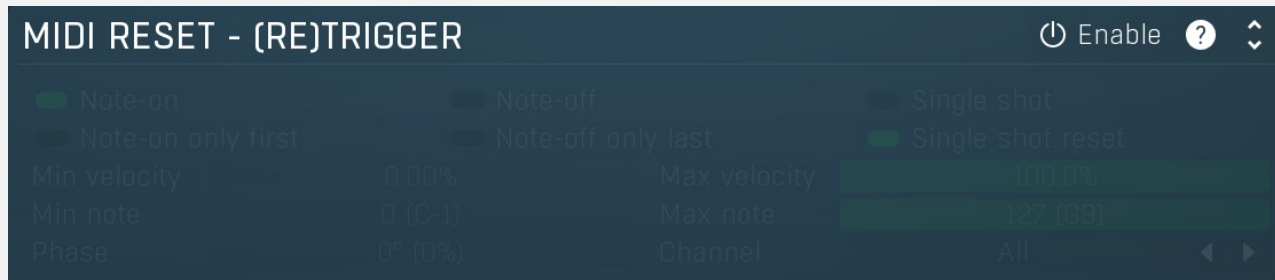 MIDI RESET - (RE)TRIGGER Enable ?
Note-on Note-off Single shot
Note-on only first Note-off only last Single shot reset
Min velocity 0.00% Max velocity 100.0%
Min note 0 (C-1) Max note 127 (G9)
Phase 0° (0%) Channel All